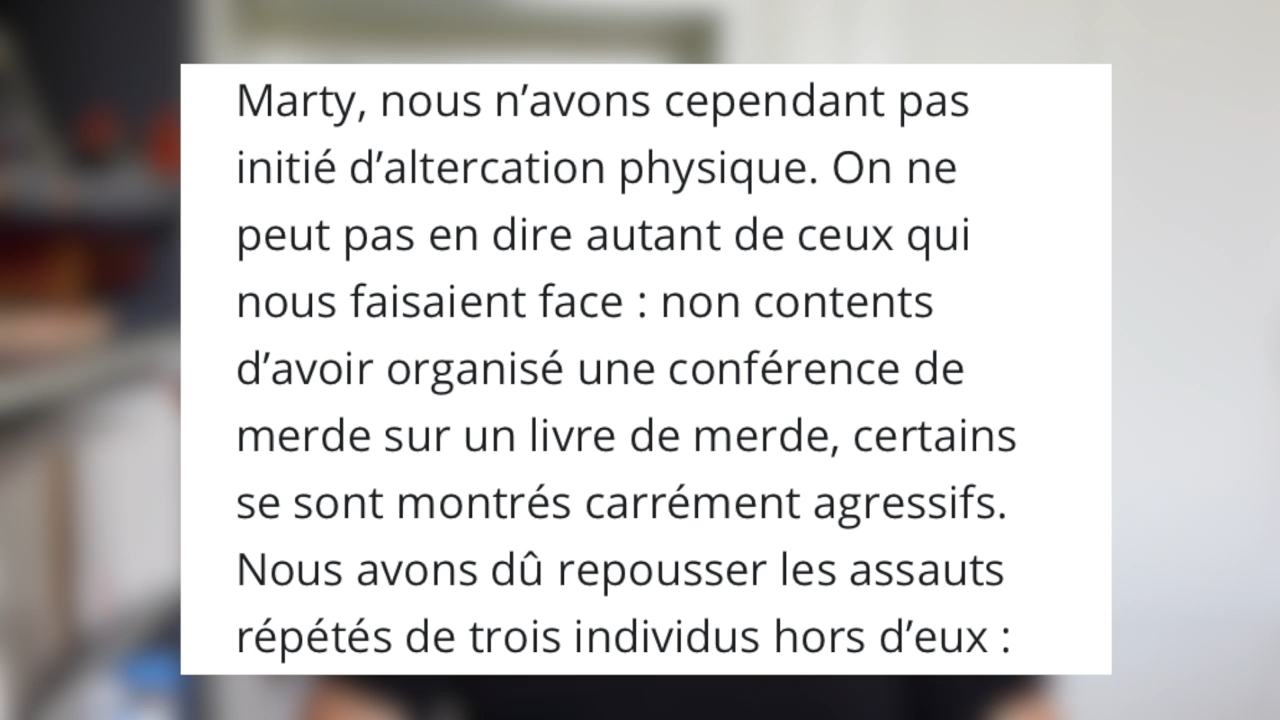 Marty, nous n’avons cependant pas
initié d’altercation physique. On ne
peut pas en dire autant de ceux qui
nous faisaient face : non contents
d’avoir organisé une conférence de
merde sur un livre de merde, certains
se sont montrés carrément agressifs.
Nous avons dû repousser les assauts
répétés de trois individus hors d’eux :